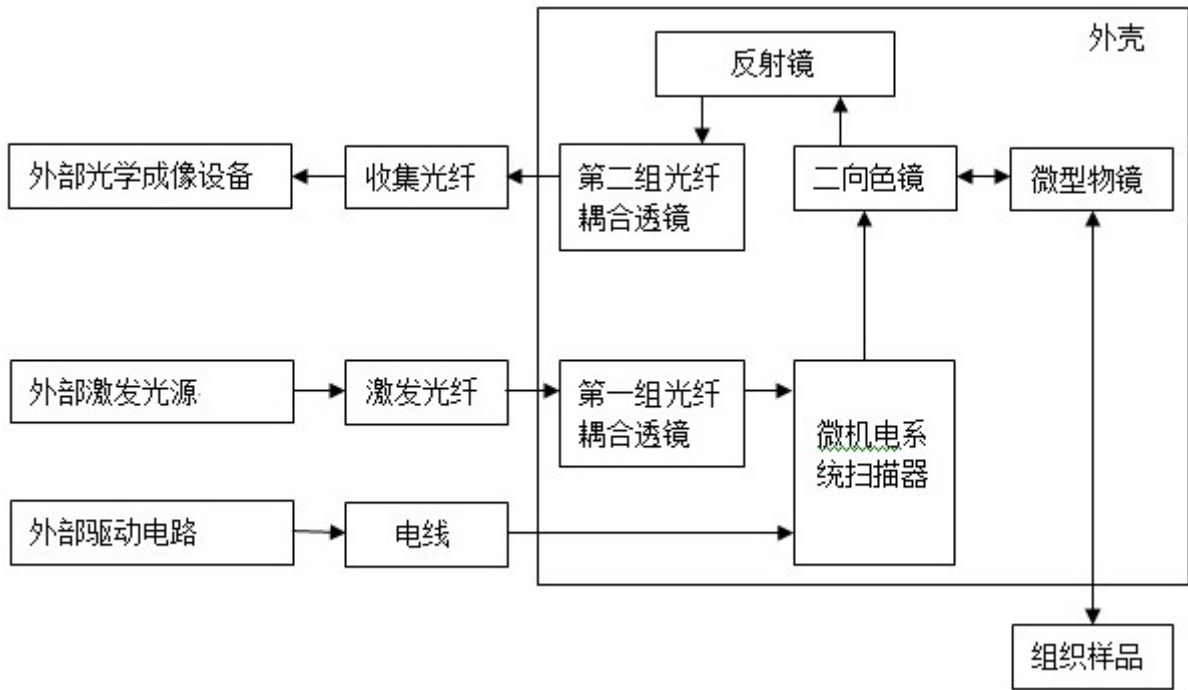 外壳
反射镜
外部光学成像设备
收集光纤
第二组光纤
耦合透镜
二向色镜
微型物镜
外部激发光源
激发光纤
第一组光纤
耦合透镜
微机电系
统扫描器
外部驱动电路
电线
组织样品